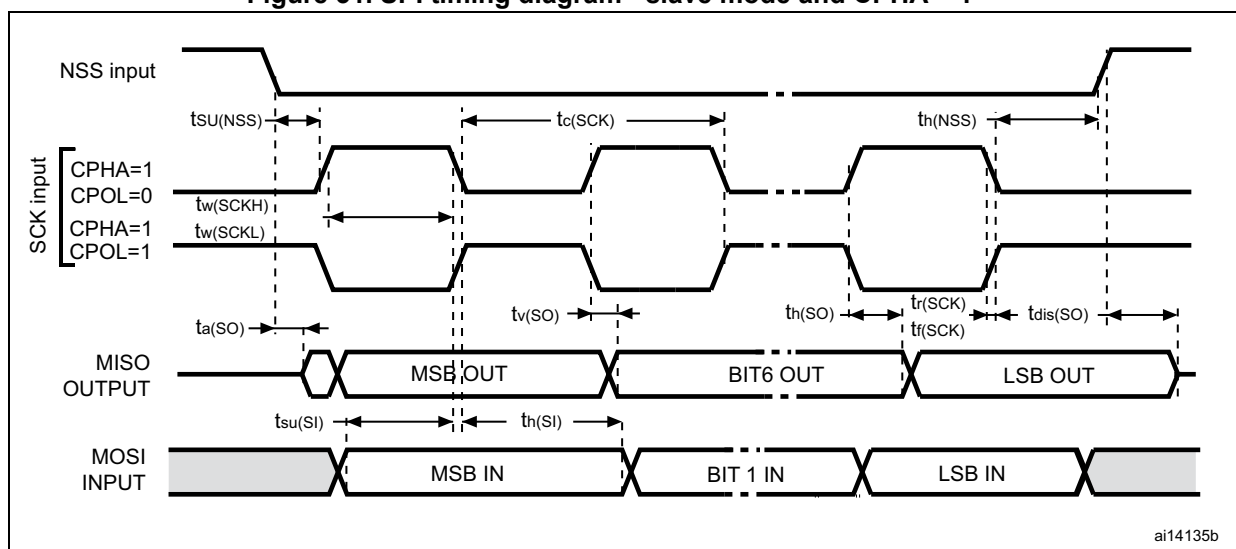 NSS input
tSU(NSS)
tc(SCK)
th(NSS)
SCK input
CPHA=1
CPOL=0
tw(SCKH)
CPHA=1
tw(SCKL)
CPOL=1
ta(SO)
tv(SO)
th(SO)
tr(SCK)
tf(SCK)
tdis(SO)
MISO
OUTPUT
MSB OUT
BIT6 OUT
LSB OUT
tsu(SI)
th(SI)
MOSI
INPUT
MSB IN
BIT 1 IN
LSB IN
ai14135b